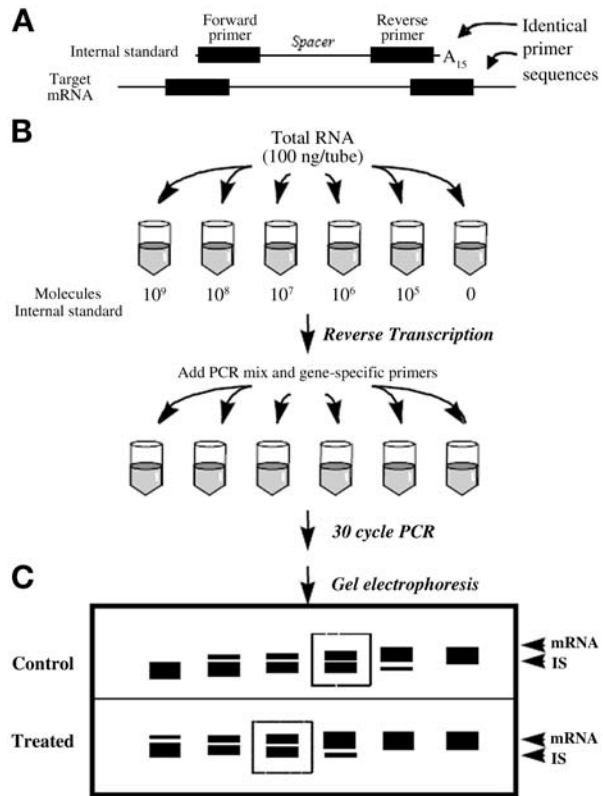 A
Forward
primer
Spacer
Reverse
primer
Identical
primer
sequences
Internal standard
A₁₅
Target
mRNA
B
Total RNA
(100 ng/tube)
Molecules
Internal standard
10⁹ 10⁸ 10⁷ 10⁶ 10⁵ 0
Reverse Transcription
Add PCR mix and gene-specific primers
30 cycle PCR
C
Gel electrophoresis
Control
mRNA
IS
Treated
mRNA
IS